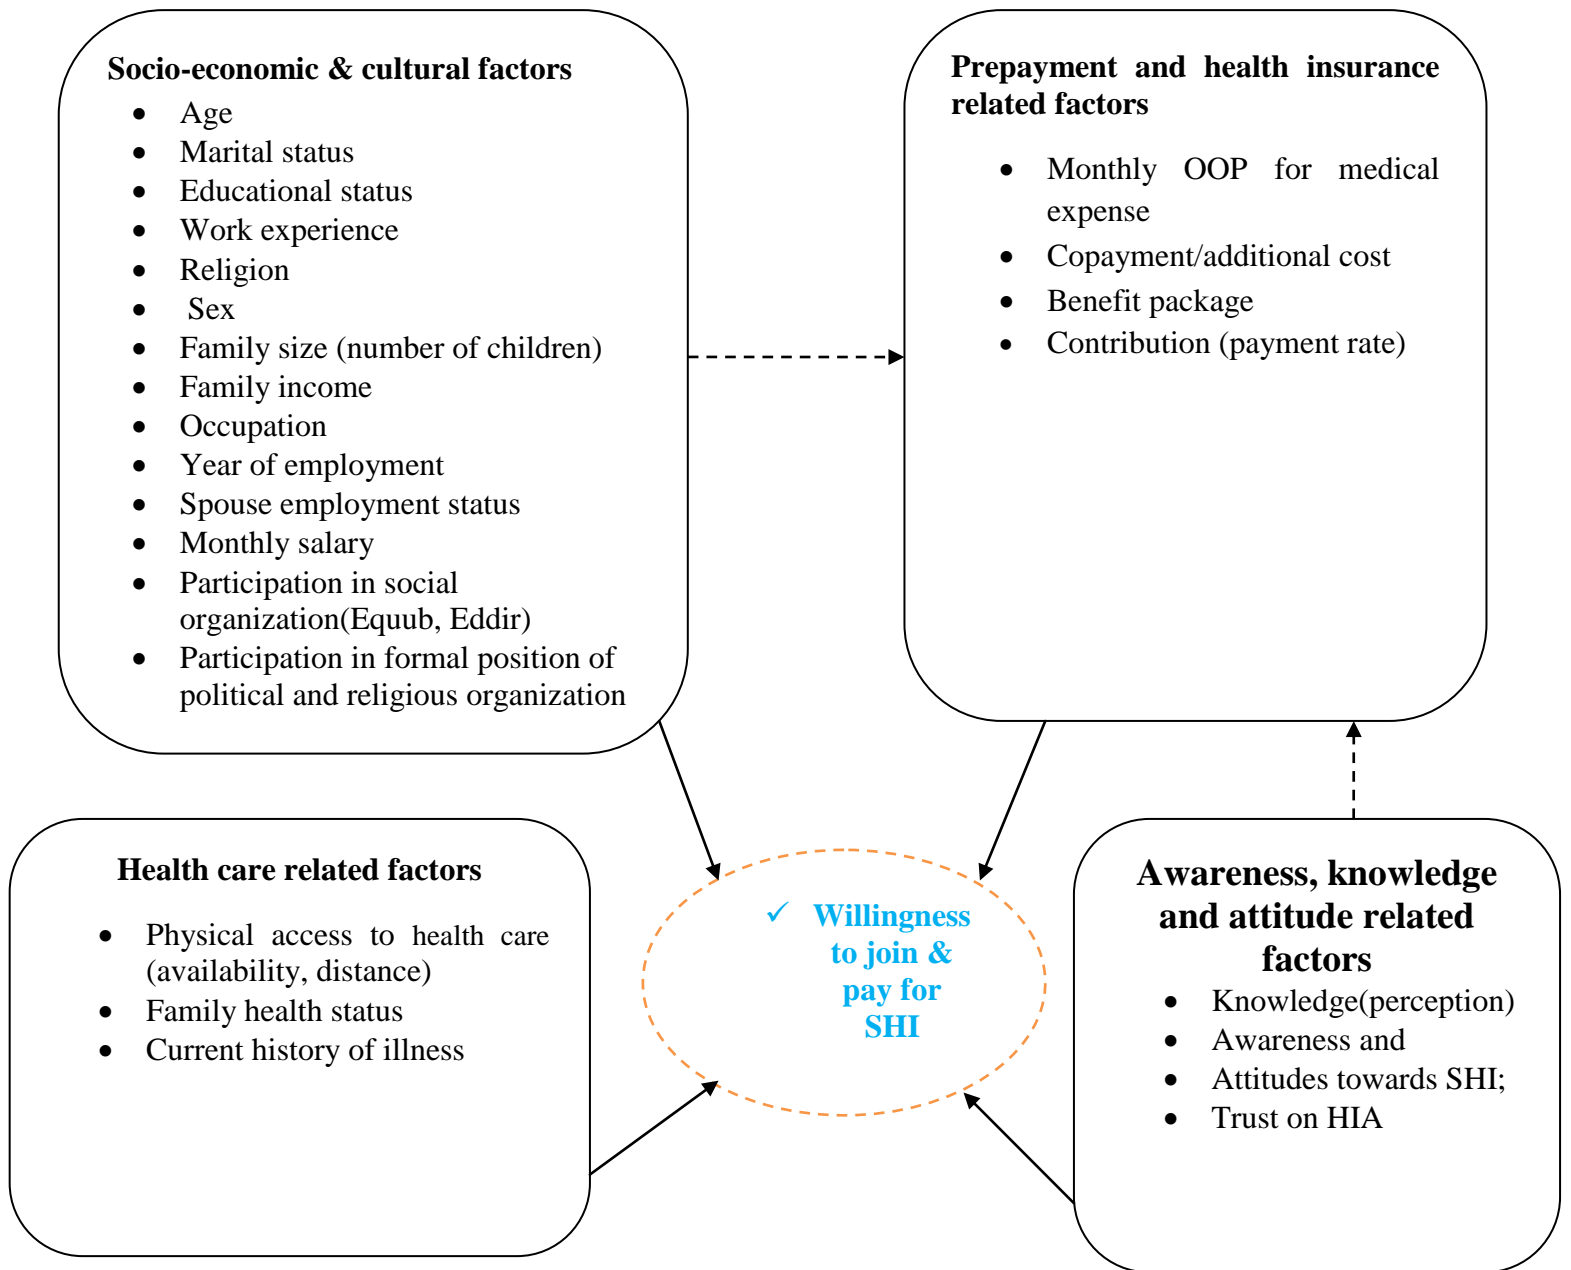 Socio-economic & cultural factors
• Age
• Marital status
• Educational status
• Work experience
• Religion
• Sex
• Family size (number of children)
• Family income
• Occupation
• Year of employment
• Spouse employment status
• Monthly salary
• Participation in social
organization(Equub, Eddir)
• Participation in formal position of
political and religious organization
Prepayment and health insurance
related factors
• Monthly OOP for medical
expense
• Copayment/additional cost
• Benefit package
• Contribution (payment rate)
Health care related factors
• Physical access to health care
(availability, distance)
• Family health status
• Current history of illness
✓ Willingness
to join &
pay for
SHI
Awareness, knowledge
and attitude related
factors
• Knowledge(perception)
• Awareness and
• Attitudes towards SHI;
• Trust on HIA